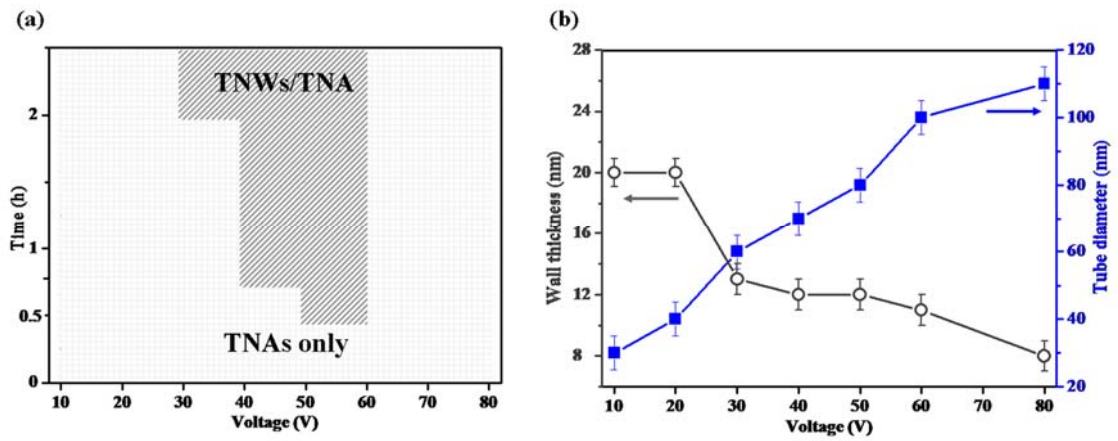 (a)
TNWs/TNA
TNAs only
Time (h)
2
1
0.5
0
10 20 30 40 50 60 70 80
Voltage (V)
(b)
Wall thickness (nm)
28
24
20
16
12
8
Tube diameter (nm)
120
100
80
60
40
20
10 20 30 40 50 60 70 80
Voltage (V)